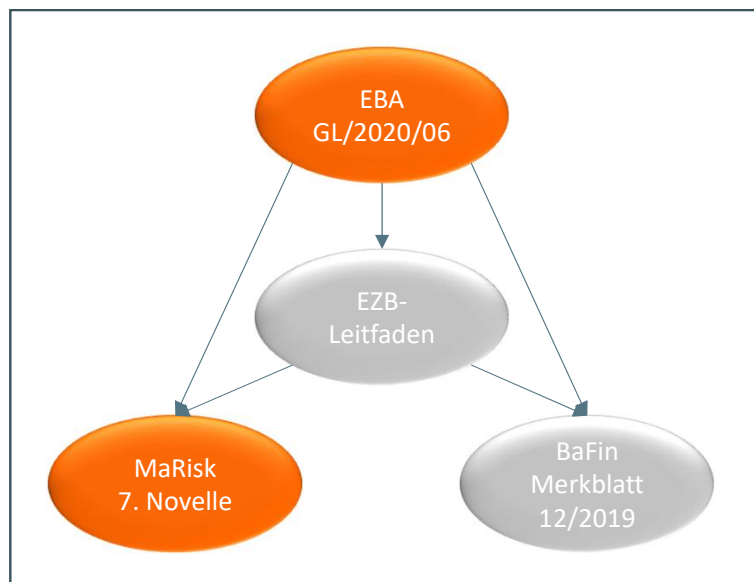 EBA
GL/2020/06
EZB-
Leitfaden
MaRisk
7. Novelle
BaFin
Merkblatt
12/2019